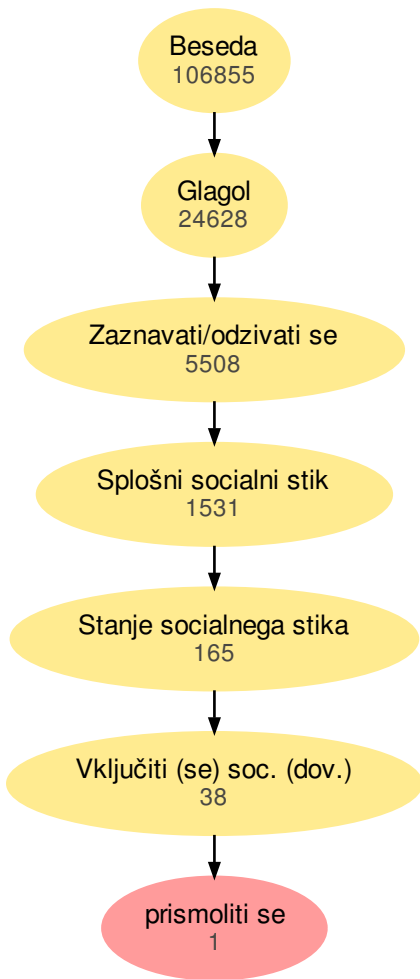 Beseda
106855
Glagol
24628
Zaznavati/odzivati se
5508
Splošni socialni stik
1531
Stanje socialnega stika
165
Vključiti (se) soc. (dov.)
38
prismoliti se
1